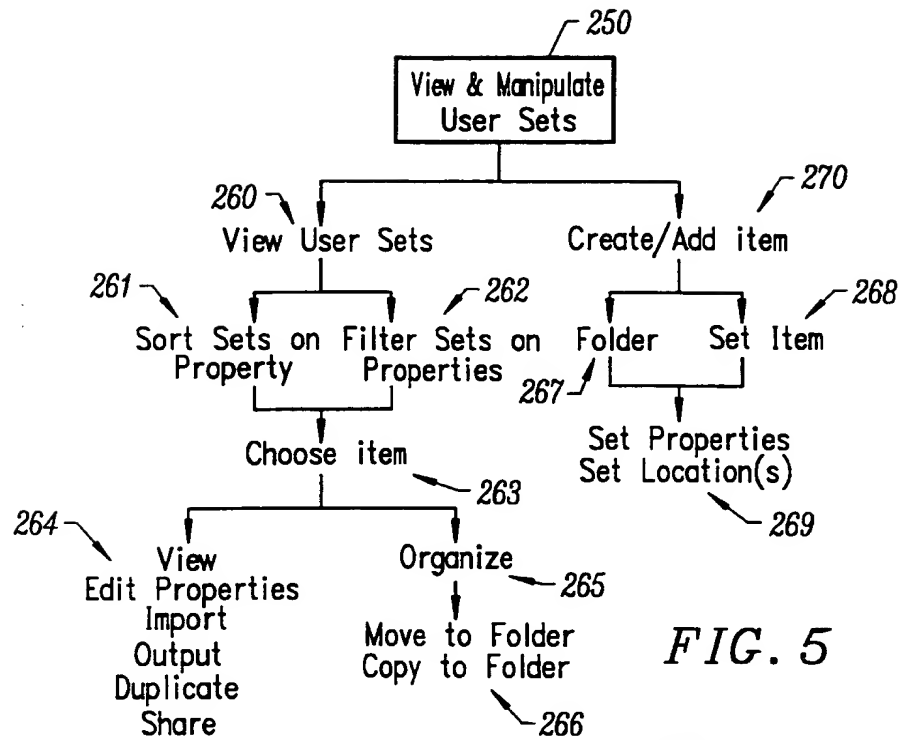 250
View & Manipulate
User Sets
260
270
View User Sets
Create/Add item
261
262
268
Sort Sets on
Property
Filter Sets on
Properties
Folder
Set Item
267
Choose item
263
Set Properties
Set Location(s)
269
264
View
Edit Properties
Import
Output
Duplicate
Share
Organize
265
Move to Folder
Copy to Folder
266
FIG. 5